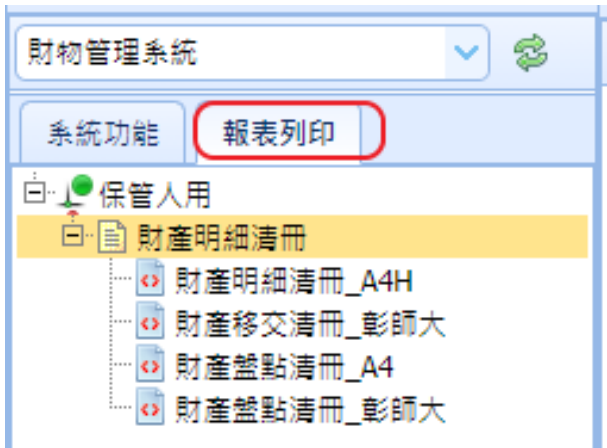 財物管理系統
系統功能 報表列印
保管人用
財產明細清冊
財產明細清冊_A4H
財產移交清冊_彰師大
財產盤點清冊_A4
財產盤點清冊_彰師大